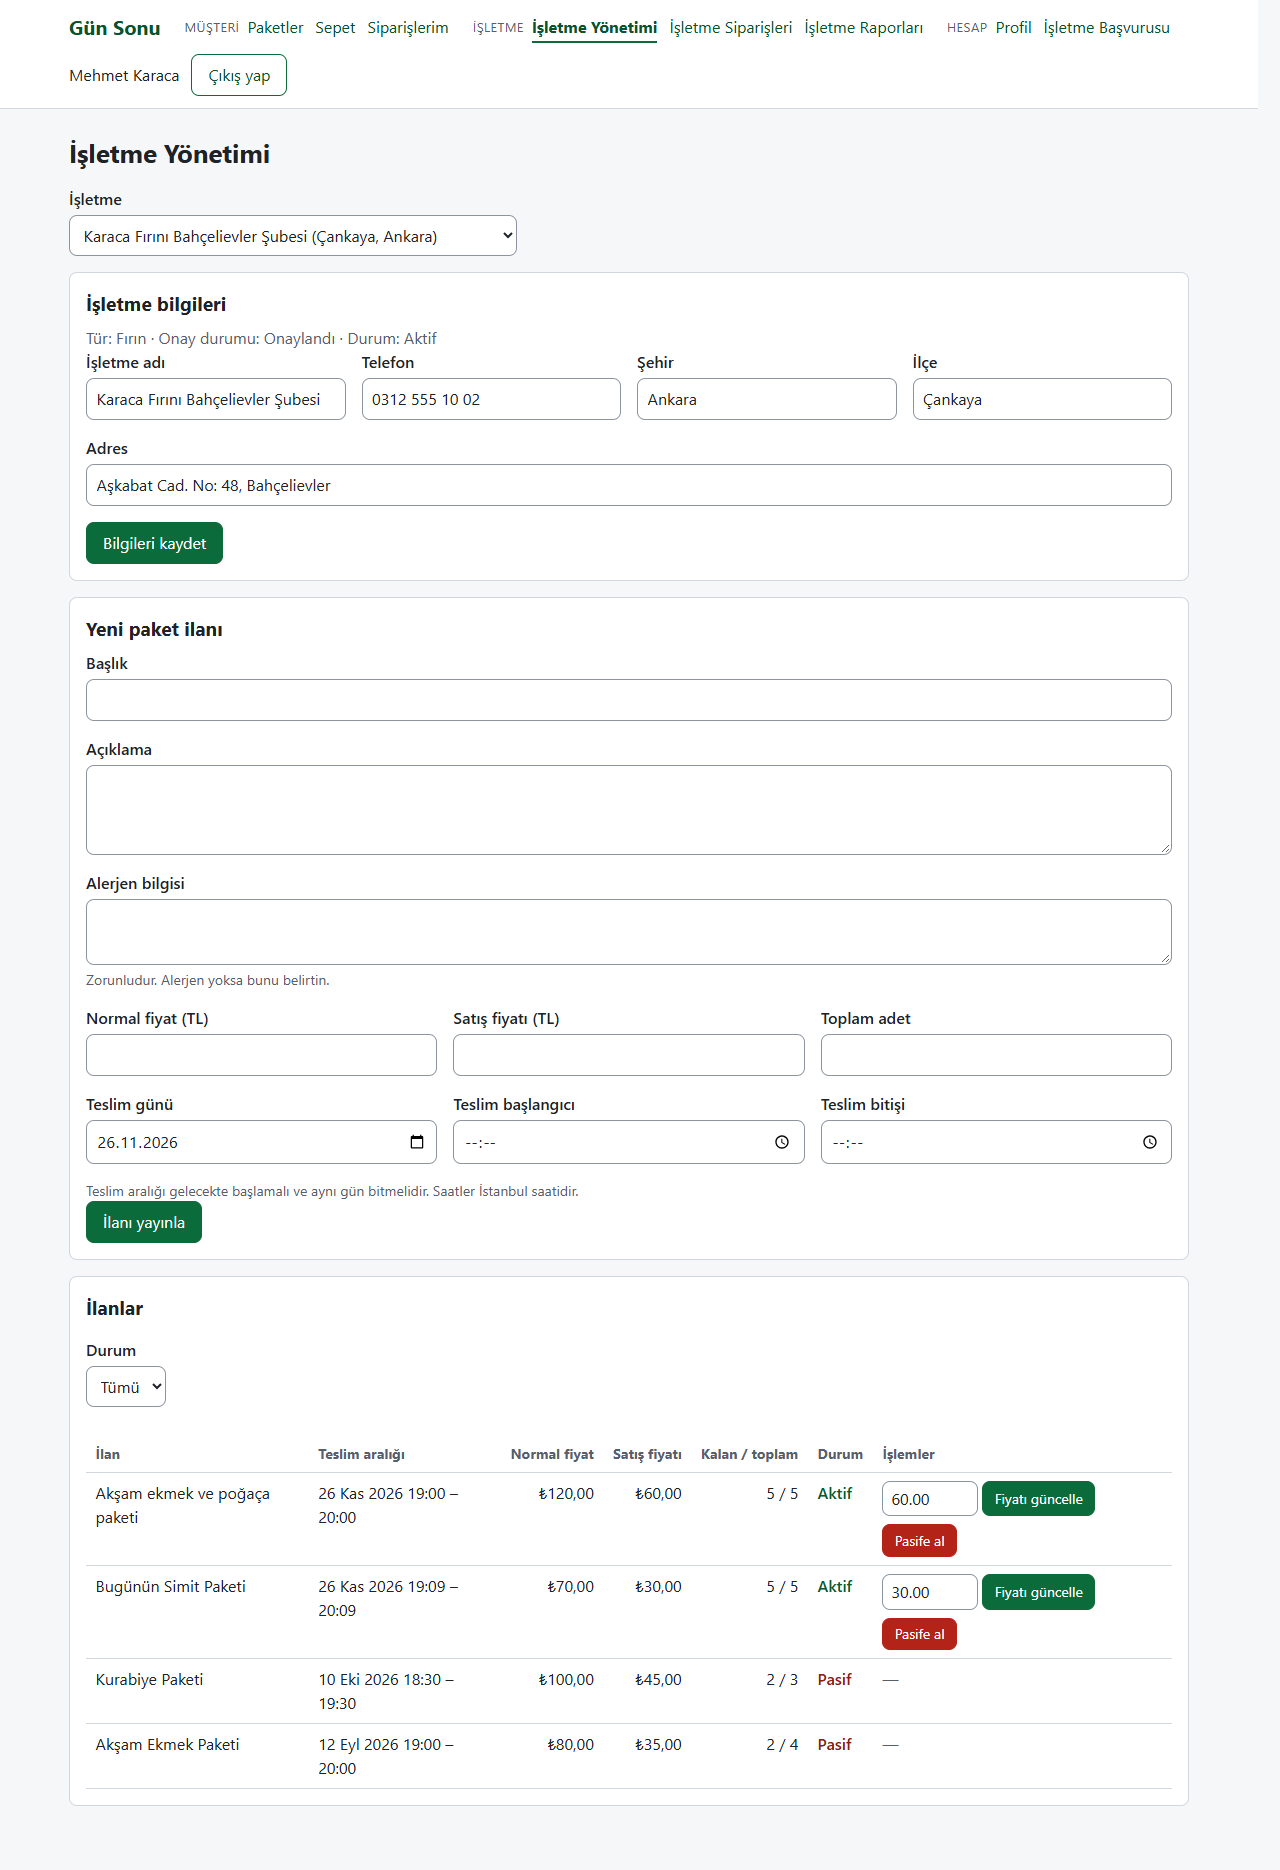 Gün Sonu MÜŞTERİ Paketler Sepet Siparişlerim İŞLETME İşletme Yönetimi İşletme Siparişleri İşletme Raporları HESAP Profil İşletme Başvurusu
Mehmet Karaca Çıkış yap
İşletme Yönetimi
İşletme
Karaca Fırını Bahçelievler Şubesi (Çankaya, Ankara)
İşletme bilgileri
Tür: Fırın · Onay durumu: Onaylandı · Durum: Aktif
İşletme adı Telefon Şehir İlçe
Karaca Fırını Bahçelievler Şubesi 0312 555 10 02 Ankara Çankaya
Adres
Aşkabat Cad. No: 48, Bahçelievler
Bilgileri kaydet
Yeni paket ilanı
Başlık
Açıklama
Alerjen bilgisi
Zorunludur. Alerjen yoksa bunu belirtin.
Normal fiyat (TL) Satış fiyatı (TL) Toplam adet
Teslim günü Teslim başlangıcı Teslim bitişi
26.11.2026 --:-- --:--
Teslim aralığı gelecekte başlamalı ve aynı gün bitmelidir. Saatler İstanbul saatidir.
İlanı yayınla
İlanlar
Durum
Tümü
İlan Teslim aralığı Normal fiyat Satış fiyatı Kalan / toplam Durum İşlemler
Akşam ekmek ve poğaça 26 Kas 2026 19:00 – ₺120,00 ₺60,00 5 / 5 Aktif 60.00 Fiyatı güncelle
paketi 20:00 Pasife al
Bugünün Simit Paketi 26 Kas 2026 19:09 – ₺70,00 ₺30,00 5 / 5 Aktif 30.00 Fiyatı güncelle
20:09 Pasife al
Kurabiye Paketi 10 Eki 2026 18:30 – ₺100,00 ₺45,00 2 / 3 Pasif —
19:30
Akşam Ekmek Paketi 12 Eyl 2026 19:00 – ₺80,00 ₺35,00 2 / 4 Pasif —
20:00